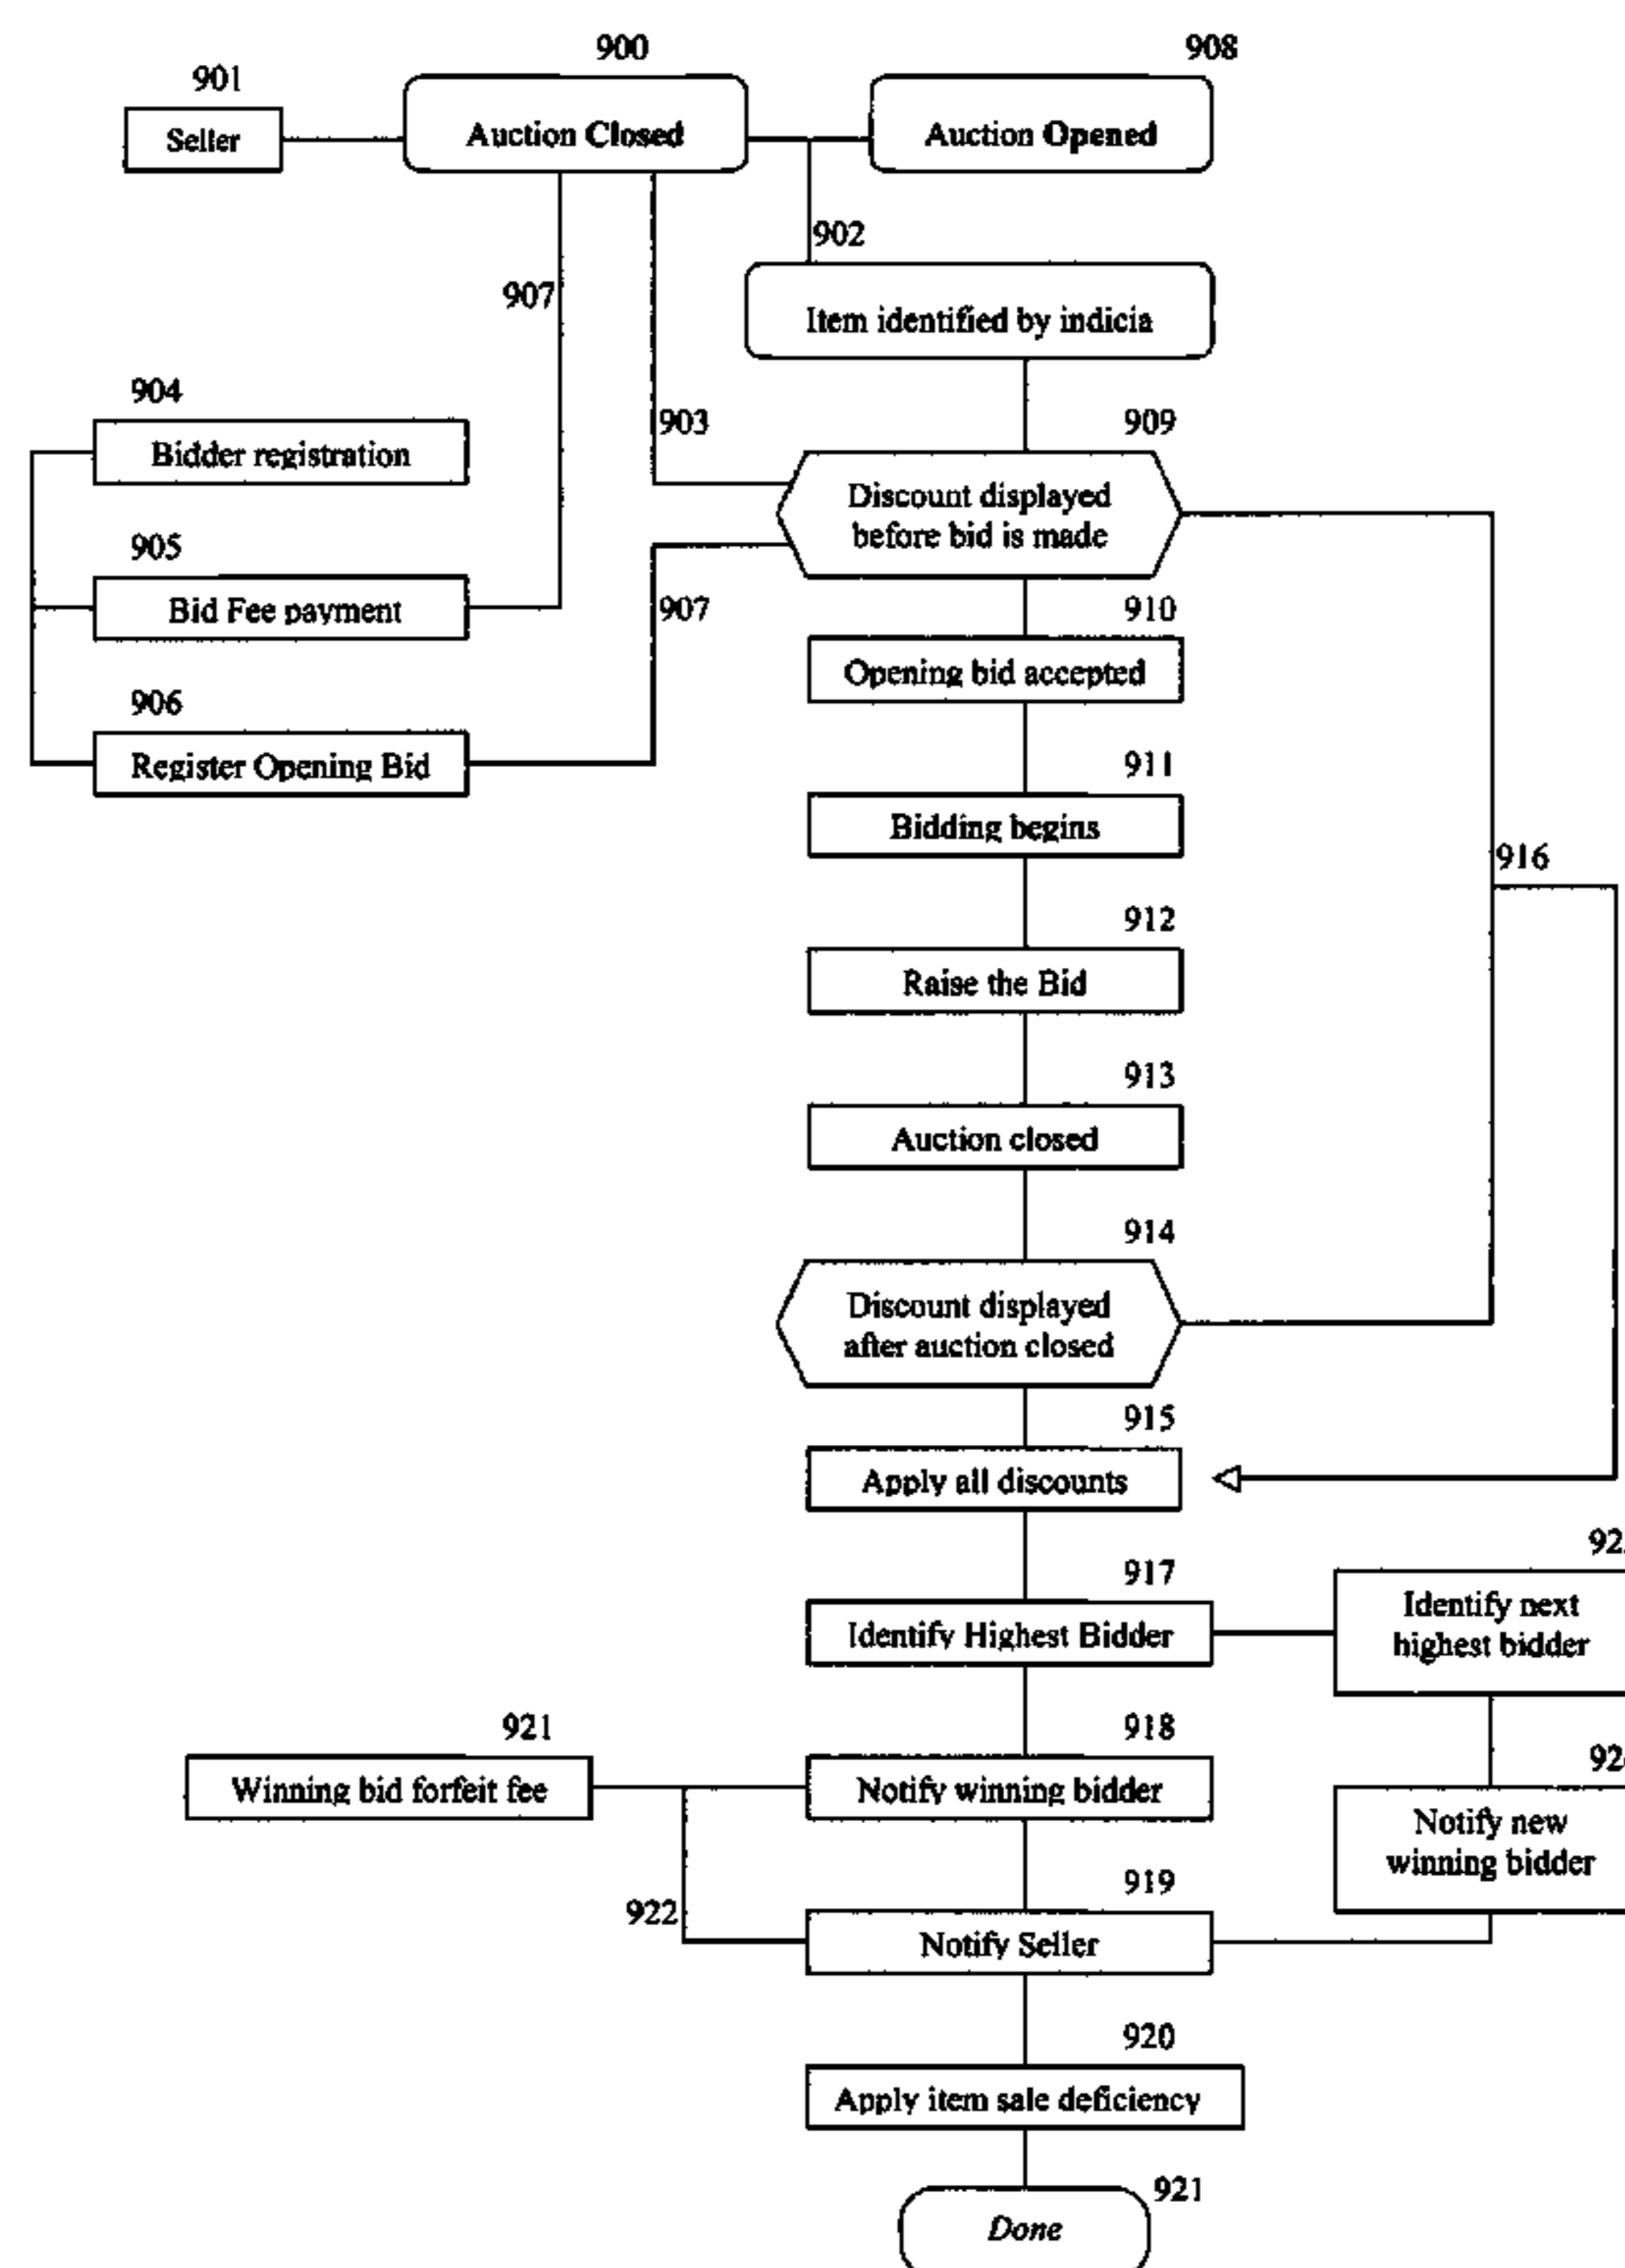 900
908
901
Seller
Auction Closed
Auction Opened
902
907
Item identified by indicia
904
903
909
Bidder registration
Discount displayed
before bid is made
905
Bid Fee payment
907
910
Opening bid accepted
906
Register Opening Bid
911
Bidding begins
916
912
Raise the Bid
913
Auction closed
914
Discount displayed
after auction closed
915
Apply all discounts
917
Identify Highest Bidder
Identify next
highest bidder
921
918
Winning bid forfeit fee
Notify winning bidder
Notify new
winning bidder
919
922
Notify Seller
920
Apply item sale deficiency
921
Done